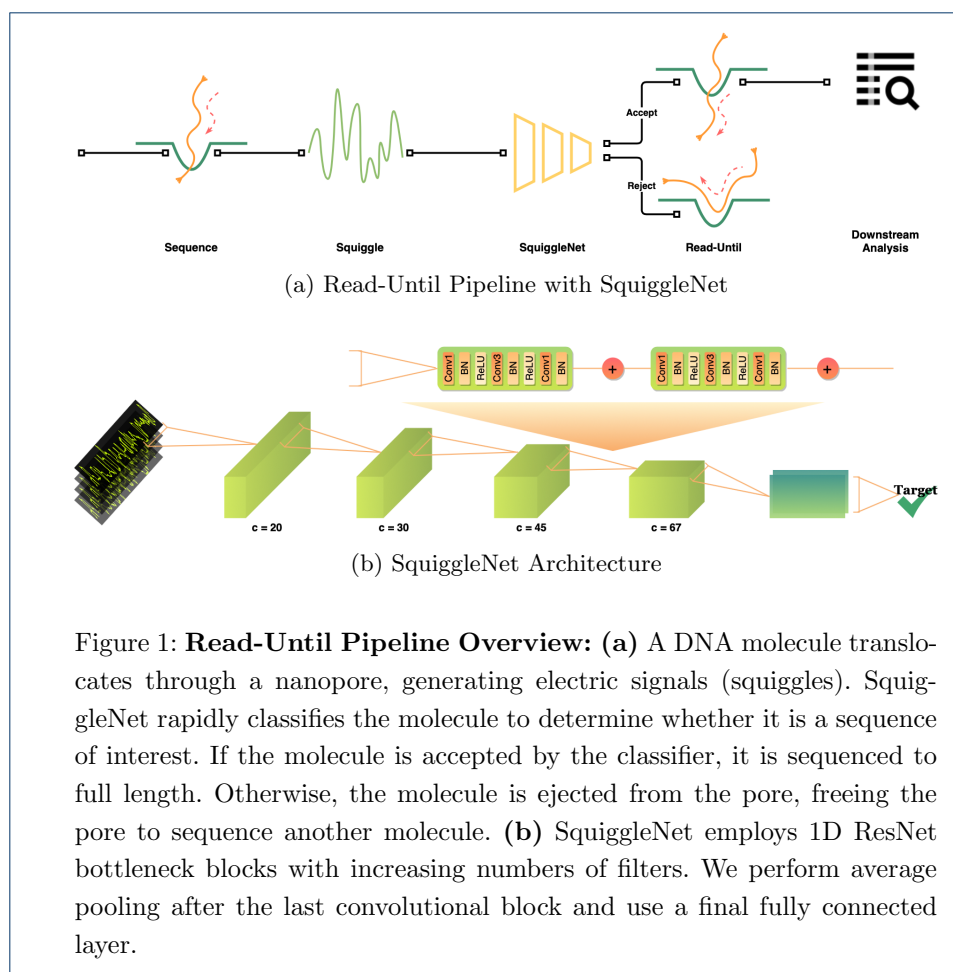 Accept
Reject
Sequence
Squiggle
SquiggleNet
Read-Until
Downstream
Analysis
(a) Read-Until Pipeline with SquiggleNet
Conv1 BN ReLU Conv3 BN ReLU Conv1 BN + Conv1 BN ReLU Conv3 BN ReLU Conv1 BN +
Target
c = 20 c = 30 c = 45 c = 67
(b) SquiggleNet Architecture
Figure 1: Read-Until Pipeline Overview: (a) A DNA molecule translo-
cates through a nanopore, generating electric signals (squiggles). Squig-
gleNet rapidly classifies the molecule to determine whether it is a sequence
of interest. If the molecule is accepted by the classifier, it is sequenced to
full length. Otherwise, the molecule is ejected from the pore, freeing the
pore to sequence another molecule. (b) SquiggleNet employs 1D ResNet
bottleneck blocks with increasing numbers of filters. We perform average
pooling after the last convolutional block and use a final fully connected
layer.